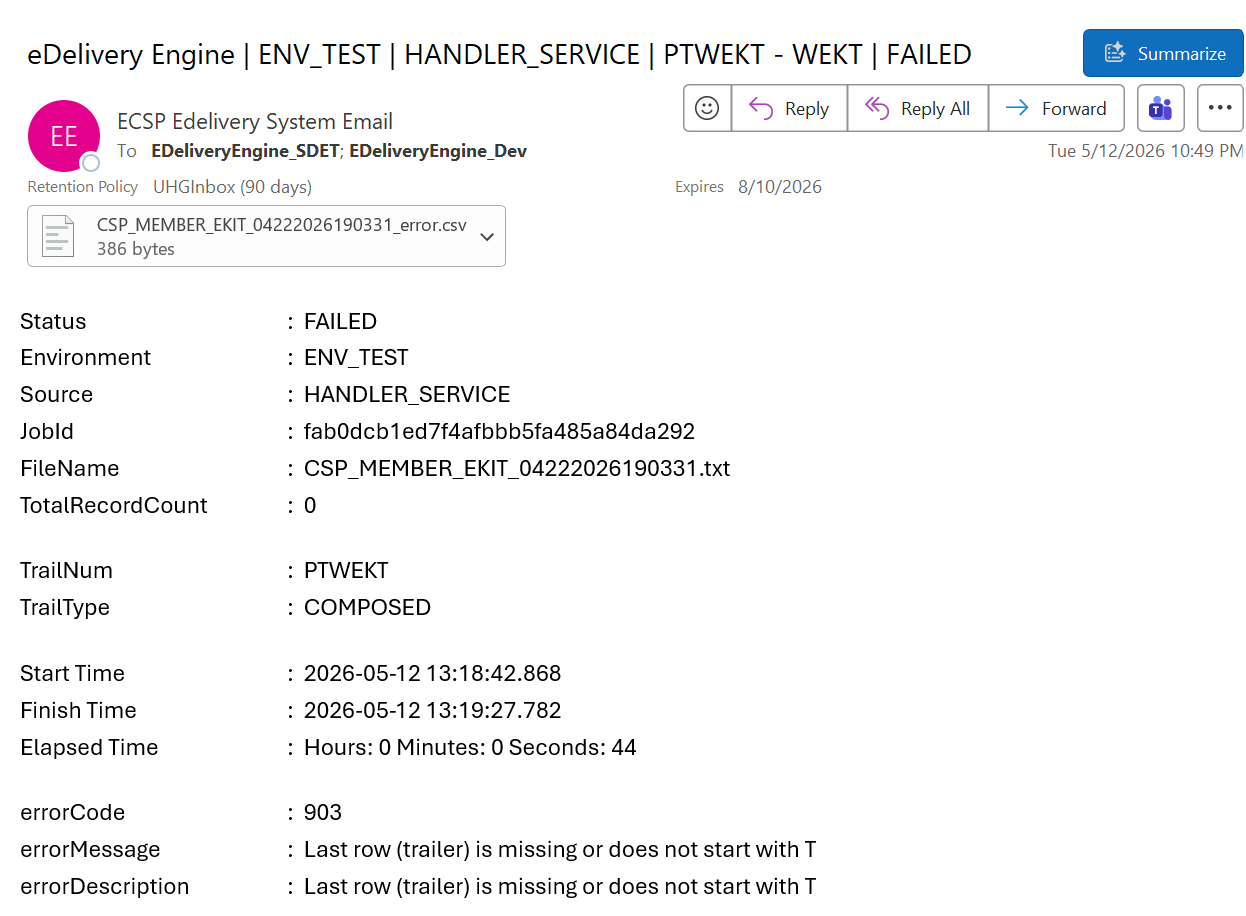 eDelivery Engine | ENV_TEST | HANDLER_SERVICE | PTWEKT - WEKT | FAILED
Summarize
EE
ECSP Edelivery System Email
Reply
Reply All
Forward
To EDeliveryEngine_SDET; EDeliveryEngine_Dev
Tue 5/12/2026 10:49 PM
Retention Policy UHGInbox (90 days)
Expires 8/10/2026
CSP_MEMBER_EKIT_04222026190331_error.csv
386 bytes
Status : FAILED
Environment : ENV_TEST
Source : HANDLER_SERVICE
JobId : fab0dcb1ed7f4afbbb5fa485a84da292
FileName : CSP_MEMBER_EKIT_04222026190331.txt
TotalRecordCount : 0
TrailNum : PTWEKT
TrailType : COMPOSED
Start Time : 2026-05-12 13:18:42.868
Finish Time : 2026-05-12 13:19:27.782
Elapsed Time : Hours: 0 Minutes: 0 Seconds: 44
errorCode : 903
errorMessage : Last row (trailer) is missing or does not start with T
errorDescription : Last row (trailer) is missing or does not start with T